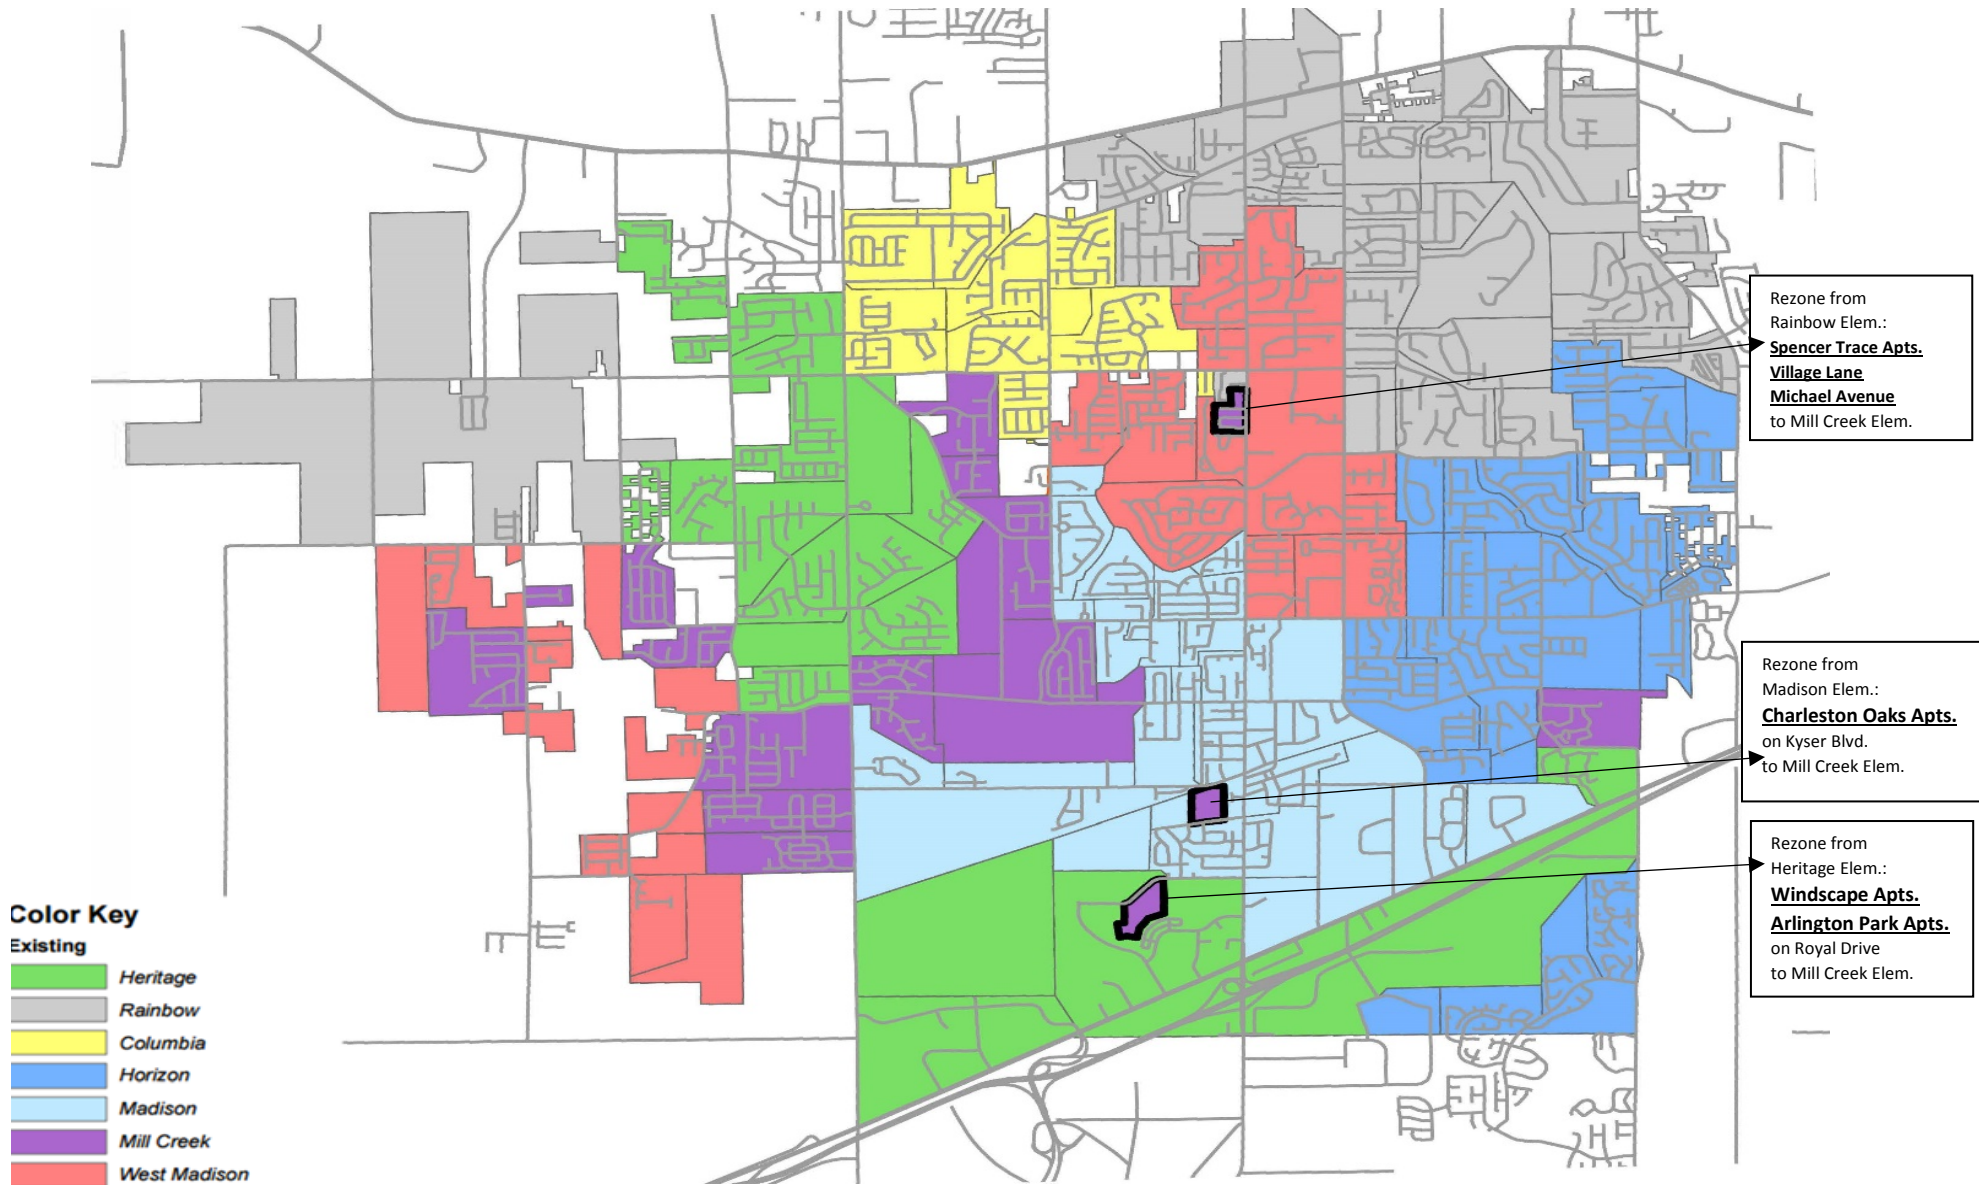 Rezone from
Rainbow Elem.:
Spencer Trace Apts.
Village Lane
Michael Avenue
to Mill Creek Elem.
Rezone from
Madison Elem.:
Charleston Oaks Apts.
on Kyser Blvd.
to Mill Creek Elem.
Rezone from
Heritage Elem.:
Windscape Apts.
Arlington Park Apts.
on Royal Drive
to Mill Creek Elem.
Color Key
Existing
Heritage
Rainbow
Columbia
Horizon
Madison
Mill Creek
West Madison